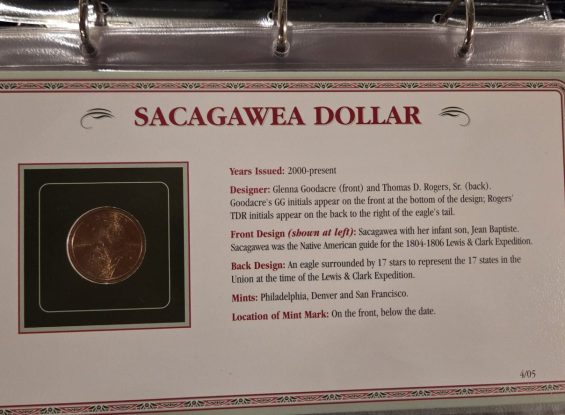 SACAGAWEA DOLLAR
Years Issued: 2000-present
Designer: Glenna Goodacre (front) and Thomas D. Rogers, Sr. (back).
Goodacre's GG initials appear on the front at the bottom of the design; Rogers'
TDR initials appear on the back to the right of the eagle's tail.
Front Design (shown at left): Sacagawea with her infant son, Jean Baptiste.
Sacagawea was the Native American guide for the 1804-1806 Lewis & Clark Expedition.
Back Design: An eagle surrounded by 17 stars to represent the 17 states in the
Union at the time of the Lewis & Clark Expedition.
Mints: Philadelphia, Denver and San Francisco.
Location of Mint Mark: On the front, below the date.
4/05